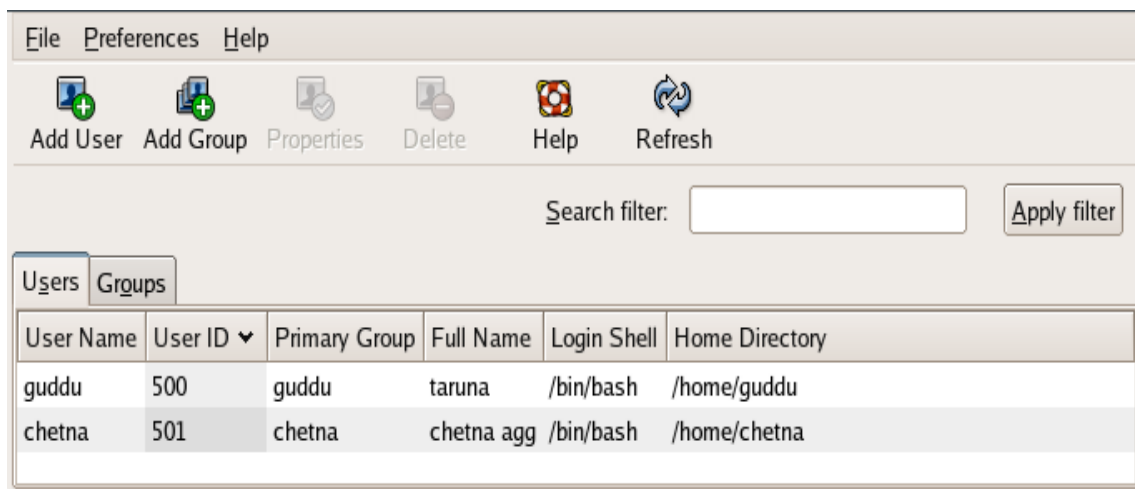 File Preferences Help
Add User Add Group Properties Delete Help Refresh
Search filter: Apply filter
Users Groups
User Name User ID Primary Group Full Name Login Shell Home Directory
guddu 500 guddu taruna /bin/bash /home/guddu
chetna 501 chetna chetna agg /bin/bash /home/chetna